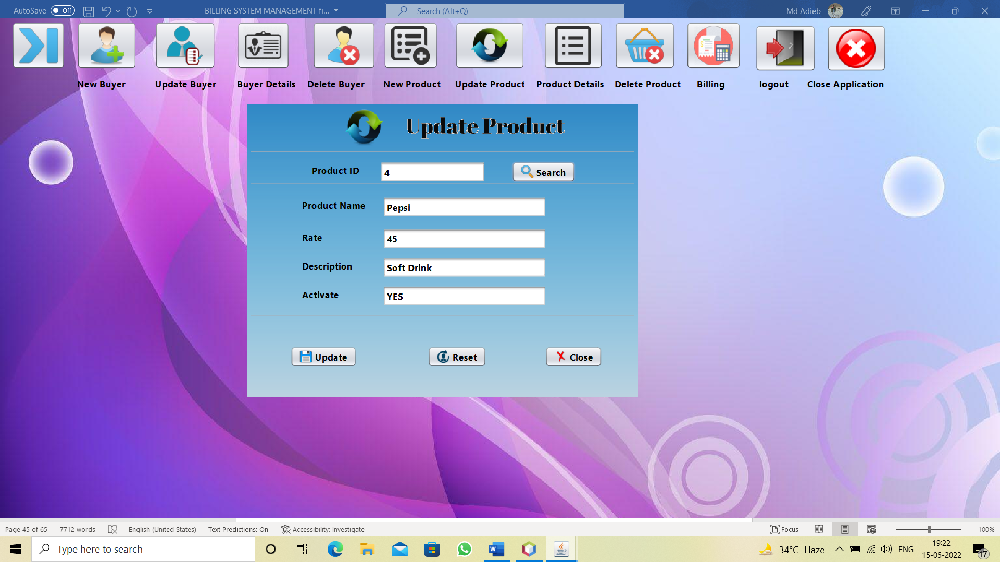 AutoSave Off
BILLING SYSTEM MANAGEMENT fi...
Search (Alt+Q)
Md Adieb
New Buyer
Update Buyer
Buyer Details
Delete Buyer
New Product
Update Product
Product Details
Delete Product
Billing
logout
Close Application
Update Product
Product ID
4
Search
Product Name
Pepsi
Rate
45
Description
Soft Drink
Activate
YES
Update
Reset
Close
Page 45 of 65
7712 words
English (United States)
Text Predictions: On
Accessibility: Investigate
Focus
100%
Type here to search
34°C Haze
ENG
19:22
15-05-2022
17